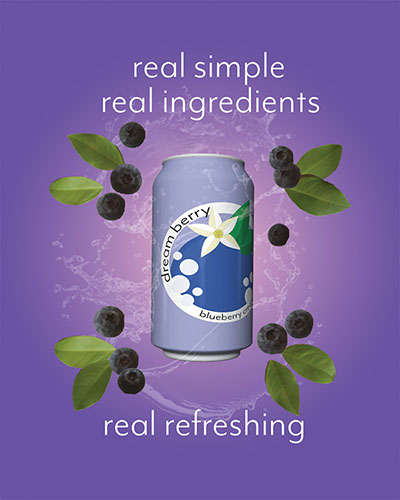 real simple
real ingredients
dream berry
blueberry
real refreshing